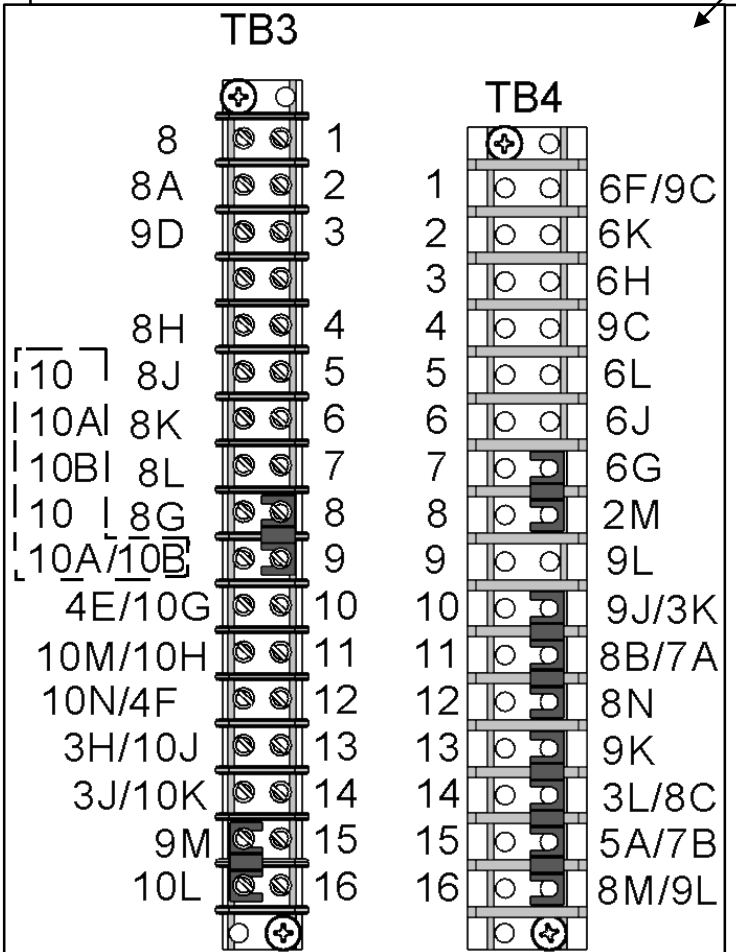 TB3
8 1
8A 2
9D 3
8H 4
10 8J 5
10A 8K 6
10B 8L 7
10 8G 8
10A/10B 9
4E/10G 10
10M/10H 11
10N/4F 12
3H/10J 13
3J/10K 14
9M 15
10L 16
TB4
1 6F/9C
2 6K
3 6H
4 9C
5 6L
6 6J
7 6G
8 2M
9 9L
10 9J/3K
11 8B/7A
12 8N
13 9K
14 3L/8C
15 5A/7B
16 8M/9L